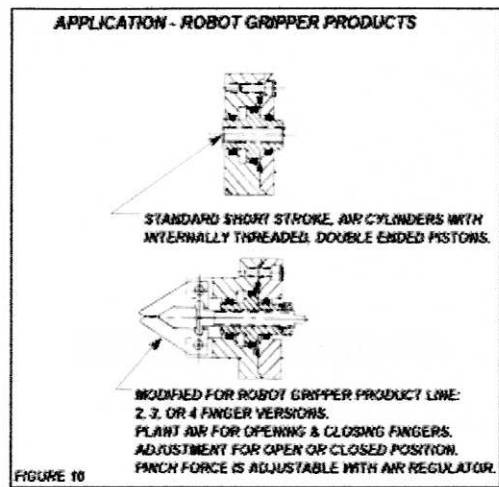 APPLICATION - ROBOT GRIPPER PRODUCTS
STANDARD SHORT STROKE, AIR CYLINDERS WITH
INTERNALLY THREADED, DOUBLE ENDED PISTONS.
MODIFIED FOR ROBOT GRIPPER PRODUCT LINE:
2, 3, OR 4 FINGER VERSIONS.
PLANT AIR FOR OPENING & CLOSING FINGERS.
ADJUSTMENT FOR OPEN OR CLOSED POSITION.
PINCH FORCE IS ADJUSTABLE WITH AIR REGULATOR.
FIGURE 10